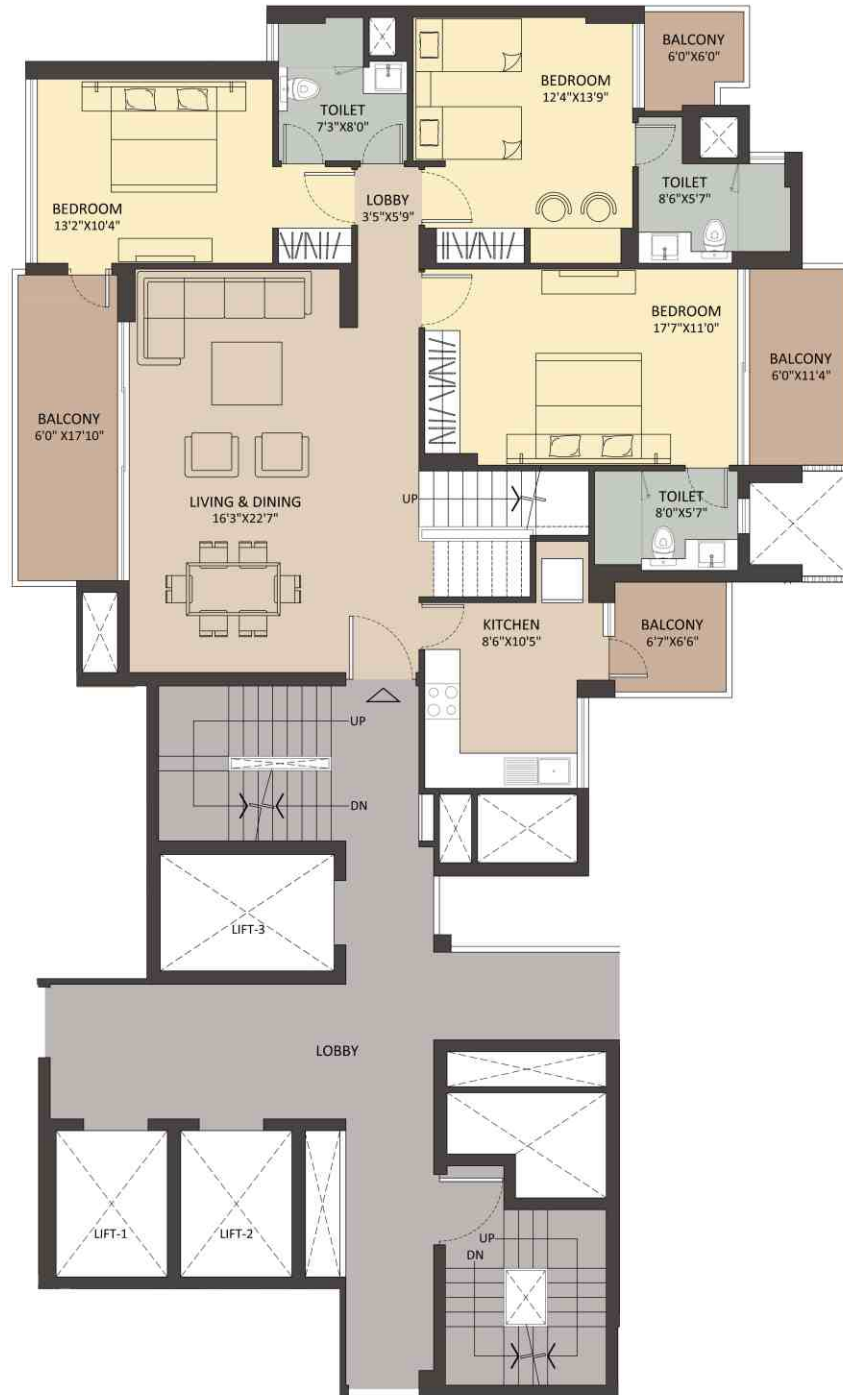 BALCONY
6'0"X6'0"
BEDROOM
12'4"X13'9"
TOILET
7'3"X8'0"
TOILET
8'6"X5'7"
LOBBY
3'5"X5'9"
BEDROOM
13'2"X10'4"
BEDROOM
17'7"X11'0"
BALCONY
6'0"X11'4"
BALCONY
6'0" X17'10"
LIVING & DINING
16'3"X22'7"
UP
TOILET
8'0"X5'7"
KITCHEN
8'6"X10'5"
BALCONY
6'7"X6'6"
UP
DN
LIFT-3
LOBBY
LIFT-1
LIFT-2
UP
DN